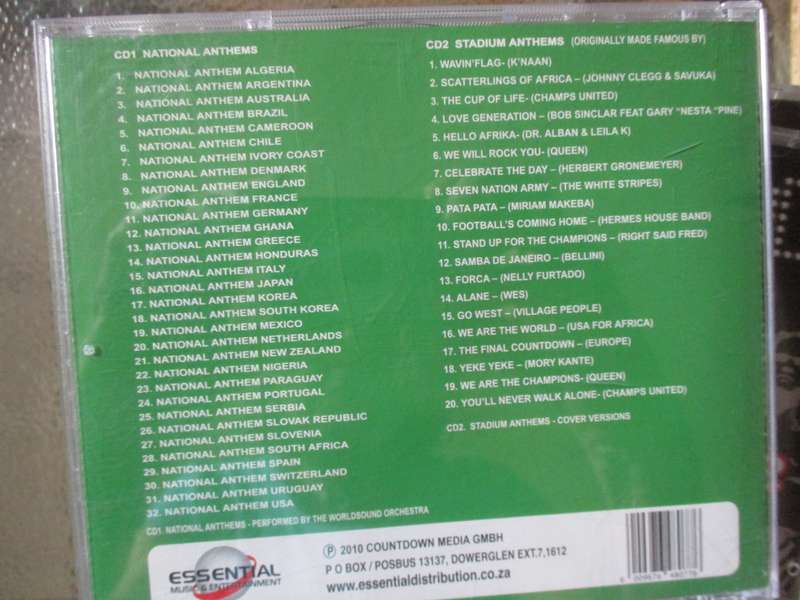 CD1 NATIONAL ANTHEMS
1. NATIONAL ANTHEM ALGERIA
2. NATIONAL ANTHEM ARGENTINA
3. NATIONAL ANTHEM AUSTRALIA
4. NATIONAL ANTHEM BRAZIL
5. NATIONAL ANTHEM CAMEROON
6. NATIONAL ANTHEM CHILE
7. NATIONAL ANTHEM IVORY COAST
8. NATIONAL ANTHEM DENMARK
9. NATIONAL ANTHEM ENGLAND
10. NATIONAL ANTHEM FRANCE
11. NATIONAL ANTHEM GERMANY
12. NATIONAL ANTHEM GHANA
13. NATIONAL ANTHEM GREECE
14. NATIONAL ANTHEM HONDURAS
15. NATIONAL ANTHEM ITALY
16. NATIONAL ANTHEM JAPAN
17. NATIONAL ANTHEM KOREA
18. NATIONAL ANTHEM SOUTH KOREA
19. NATIONAL ANTHEM MEXICO
20. NATIONAL ANTHEM NETHERLANDS
21. NATIONAL ANTHEM NEW ZEALAND
22. NATIONAL ANTHEM NIGERIA
23. NATIONAL ANTHEM PARAGUAY
24. NATIONAL ANTHEM PORTUGAL
25. NATIONAL ANTHEM SERBIA
26. NATIONAL ANTHEM SLOVAK REPUBLIC
27. NATIONAL ANTHEM SLOVENIA
28. NATIONAL ANTHEM SOUTH AFRICA
29. NATIONAL ANTHEM SPAIN
30. NATIONAL ANTHEM SWITZERLAND
31. NATIONAL ANTHEM URUGUAY
32. NATIONAL ANTHEM USA
CD1. NATIONAL ANTTHEMS - PERFORMED BY THE WORLDSOUND ORCHESTRA
CD2 STADIUM ANTHEMS (ORIGINALLY MADE FAMOUS BY)
1. WAVIN'FLAG- (K'NAAN)
2. SCATTERLINGS OF AFRICA – (JOHNNY CLEGG & SAVUKA)
3. THE CUP OF LIFE- (CHAMPS UNITED)
4. LOVE GENERATION – (BOB SINCLAR FEAT GARY "NESTA "PINE)
5. HELLO AFRIKA- (DR. ALBAN & LEILA K)
6. WE WILL ROCK YOU- (QUEEN)
7. CELEBRATE THE DAY – (HERBERT GRONEMEYER)
8. SEVEN NATION ARMY – (THE WHITE STRIPES)
9. PATA PATA – (MIRIAM MAKEBA)
10. FOOTBALL'S COMING HOME – (HERMES HOUSE BAND)
11. STAND UP FOR THE CHAMPIONS – (RIGHT SAID FRED)
12. SAMBA DE JANEIRO – (BELLINI)
13. FORCA – (NELLY FURTADO)
14. ALANE – (WES)
15. GO WEST – (VILLAGE PEOPLE)
16. WE ARE THE WORLD – (USA FOR AFRICA)
17. THE FINAL COUNTDOWN – (EUROPE)
18. YEKE YEKE – (MORY KANTE)
19. WE ARE THE CHAMPIONS- (QUEEN)
20. YOU'LL NEVER WALK ALONE- (CHAMPS UNITED)
CD2. STADIUM ANTHEMS - COVER VERSIONS
ESSENTIAL
MUSIC & ENTERTAINMENT
Ⓟ 2010 COUNTDOWN MEDIA GMBH
P O BOX / POSBUS 13137, DOWERGLEN EXT.7,1612
www.essentialdistribution.co.za